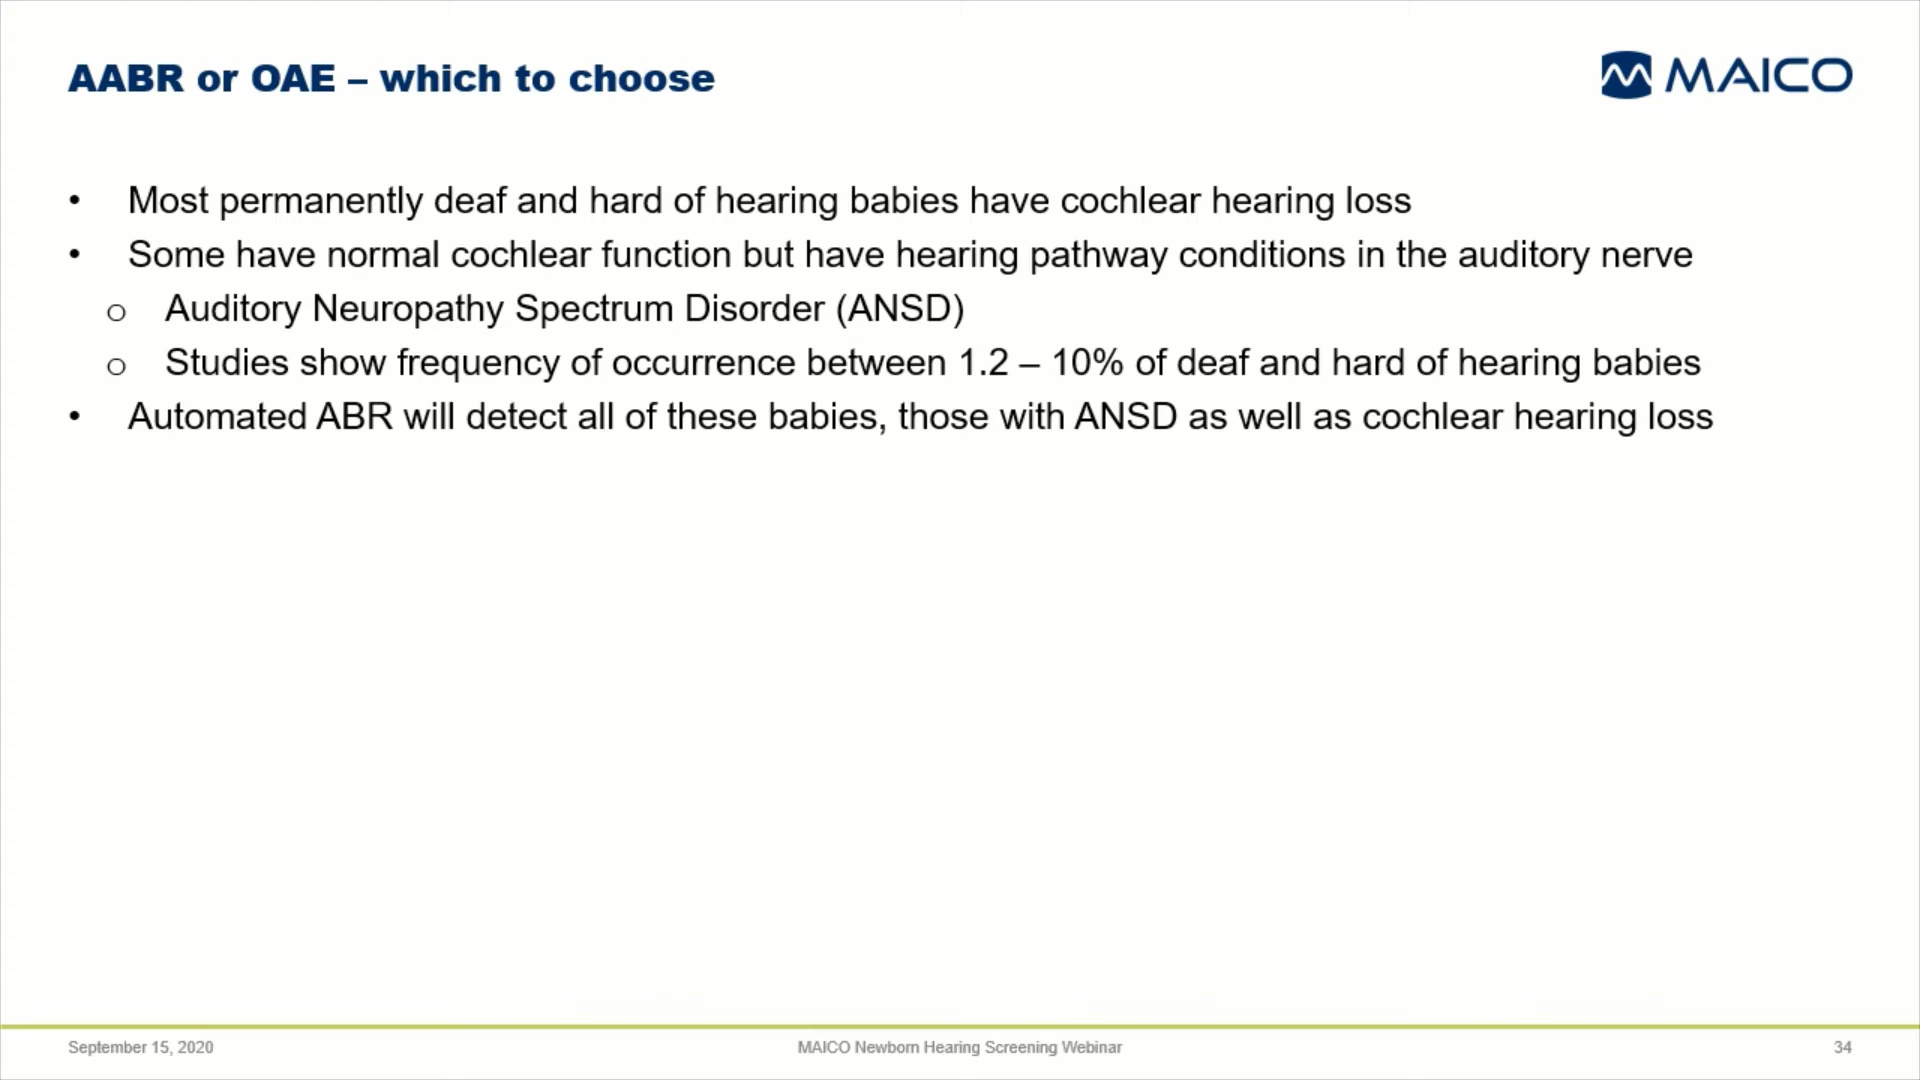 AABR or OAE – which to choose
MAICO
• Most permanently deaf and hard of hearing babies have cochlear hearing loss
• Some have normal cochlear function but have hearing pathway conditions in the auditory nerve
o Auditory Neuropathy Spectrum Disorder (ANSD)
o Studies show frequency of occurrence between 1.2 – 10% of deaf and hard of hearing babies
• Automated ABR will detect all of these babies, those with ANSD as well as cochlear hearing loss
September 15, 2020
MAICO Newborn Hearing Screening Webinar
34